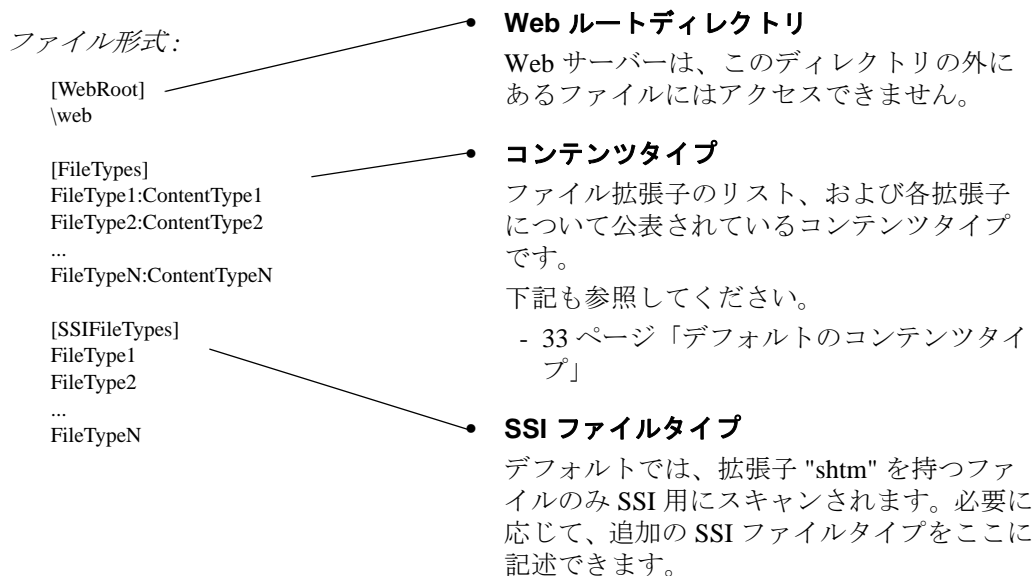 ファイル形式:
[WebRoot]
\web
[FileTypes]
FileType1:ContentType1
FileType2:ContentType2
...
FileTypeN:ContentTypeN
[SSIFileTypes]
FileType1
FileType2
...
FileTypeN
• Web ルートディレクトリ
Web サーバーは、このディレクトリの外に
あるファイルにはアクセスできません。
• コンテンツタイプ
ファイル拡張子のリスト、および各拡張子
について公表されているコンテンツタイプ
です。
下記も参照してください。
- 33 ページ「デフォルトのコンテンツタイ
プ」
• SSI ファイルタイプ
デフォルトでは、拡張子 "shtm" を持つファ
イルのみ SSI 用にスキャンされます。必要に
応じて、追加の SSI ファイルタイプをここに
記述できます。